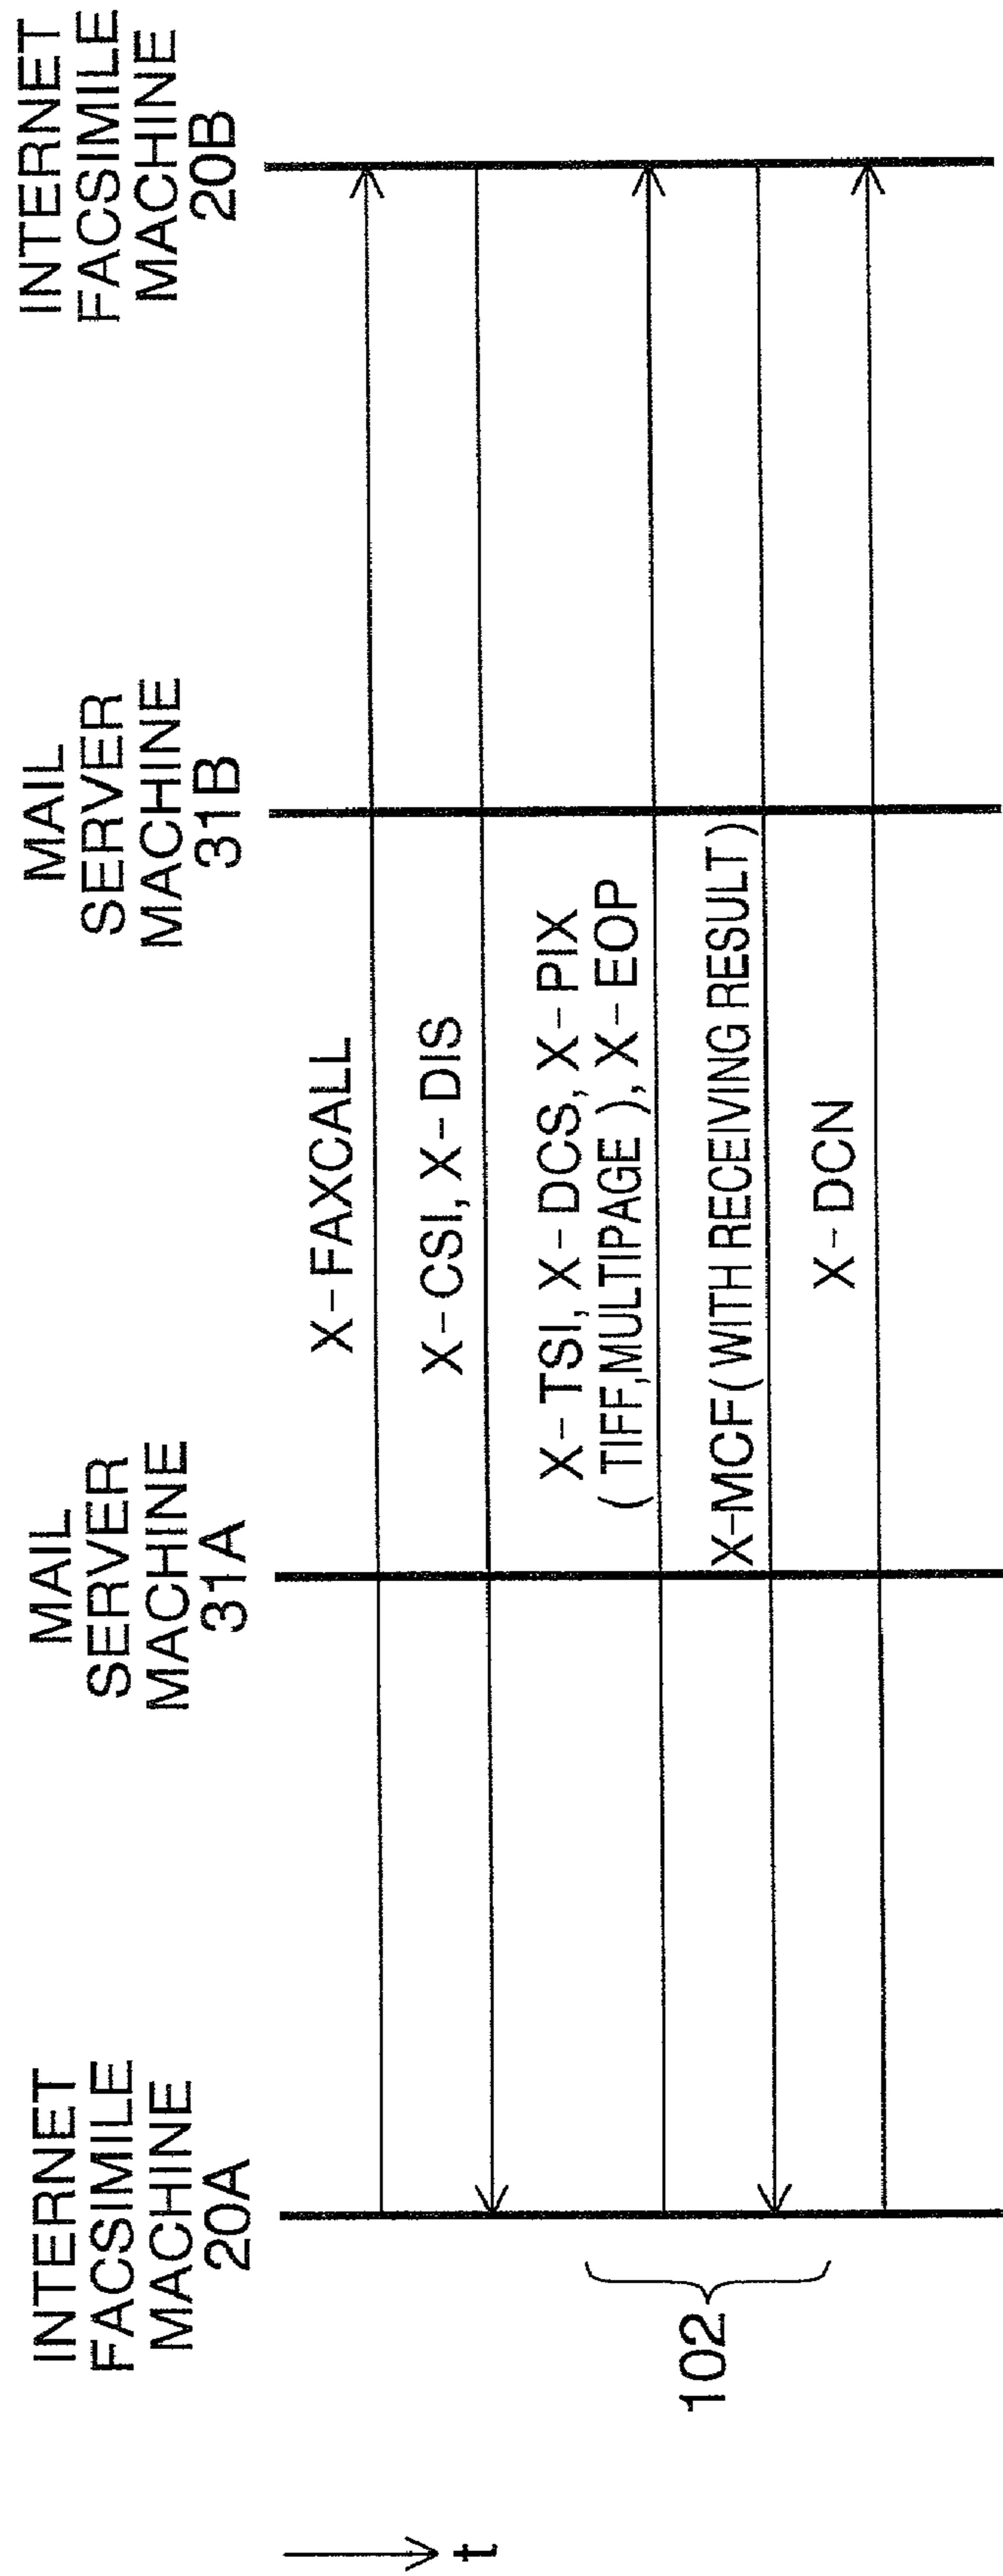 INTERNET
FACSIMILE
MACHINE
20A
MAIL
SERVER
MACHINE
31A
MAIL
SERVER
MACHINE
31B
INTERNET
FACSIMILE
MACHINE
20B
t
X-FAXCALL
X-CSI, X-DIS
X-TSI, X-DCS, X-PIX
(TIFF,MULTIPAGE), X-EOP
102
X-MCF(WITH RECEIVING RESULT)
X-DCN